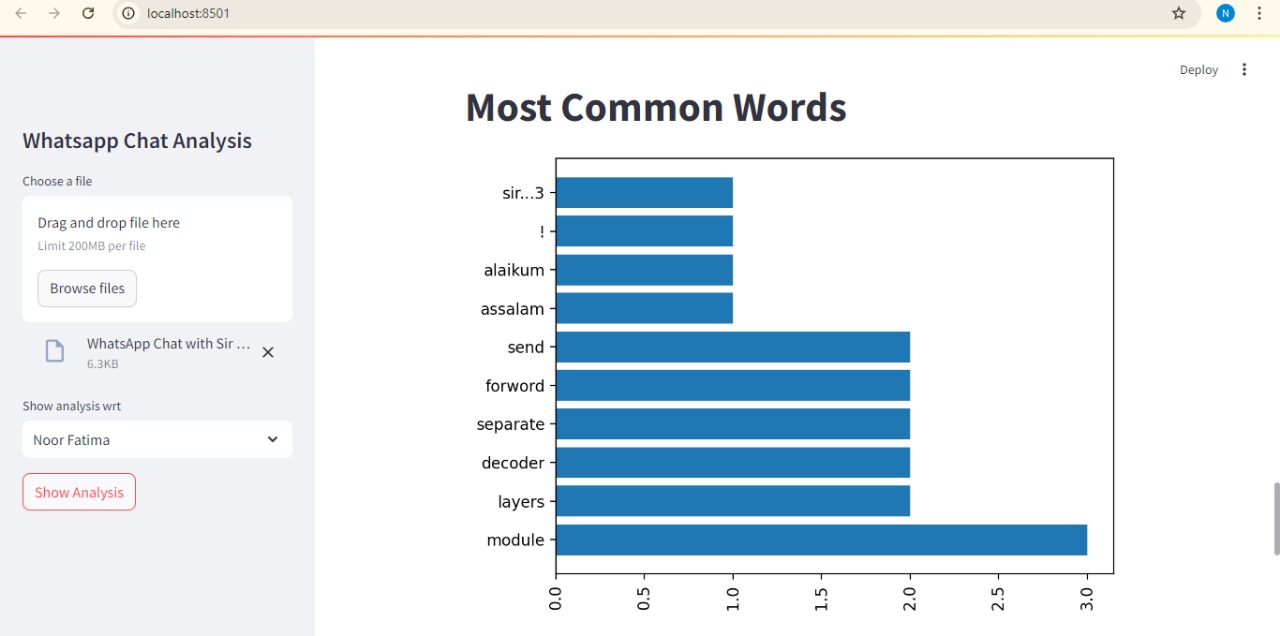 localhost:8501
N
Deploy
Whatsapp Chat Analysis
Choose a file
Drag and drop file here
Limit 200MB per file
Browse files
WhatsApp Chat with Sir ...
6.3KB
Show analysis wrt
Noor Fatima
Show Analysis
Most Common Words
sir...3
!
alaikum
assalam
send
forword
separate
decoder
layers
module
0.0 0.5 1.0 1.5 2.0 2.5 3.0